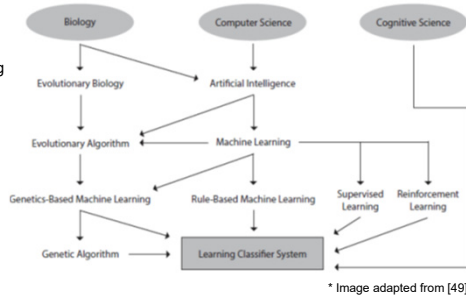 Biology
Computer Science
Cognitive Science
g
Evolutionary Biology
Artificial Intelligence
Evolutionary Algorithm
Machine Learning
Genetics-Based Machine Learning
Rule-Based Machine Learning
Supervised
Learning
Reinforcement
Learning
Genetic Algorithm
Learning Classifier System
* Image adapted from [49]